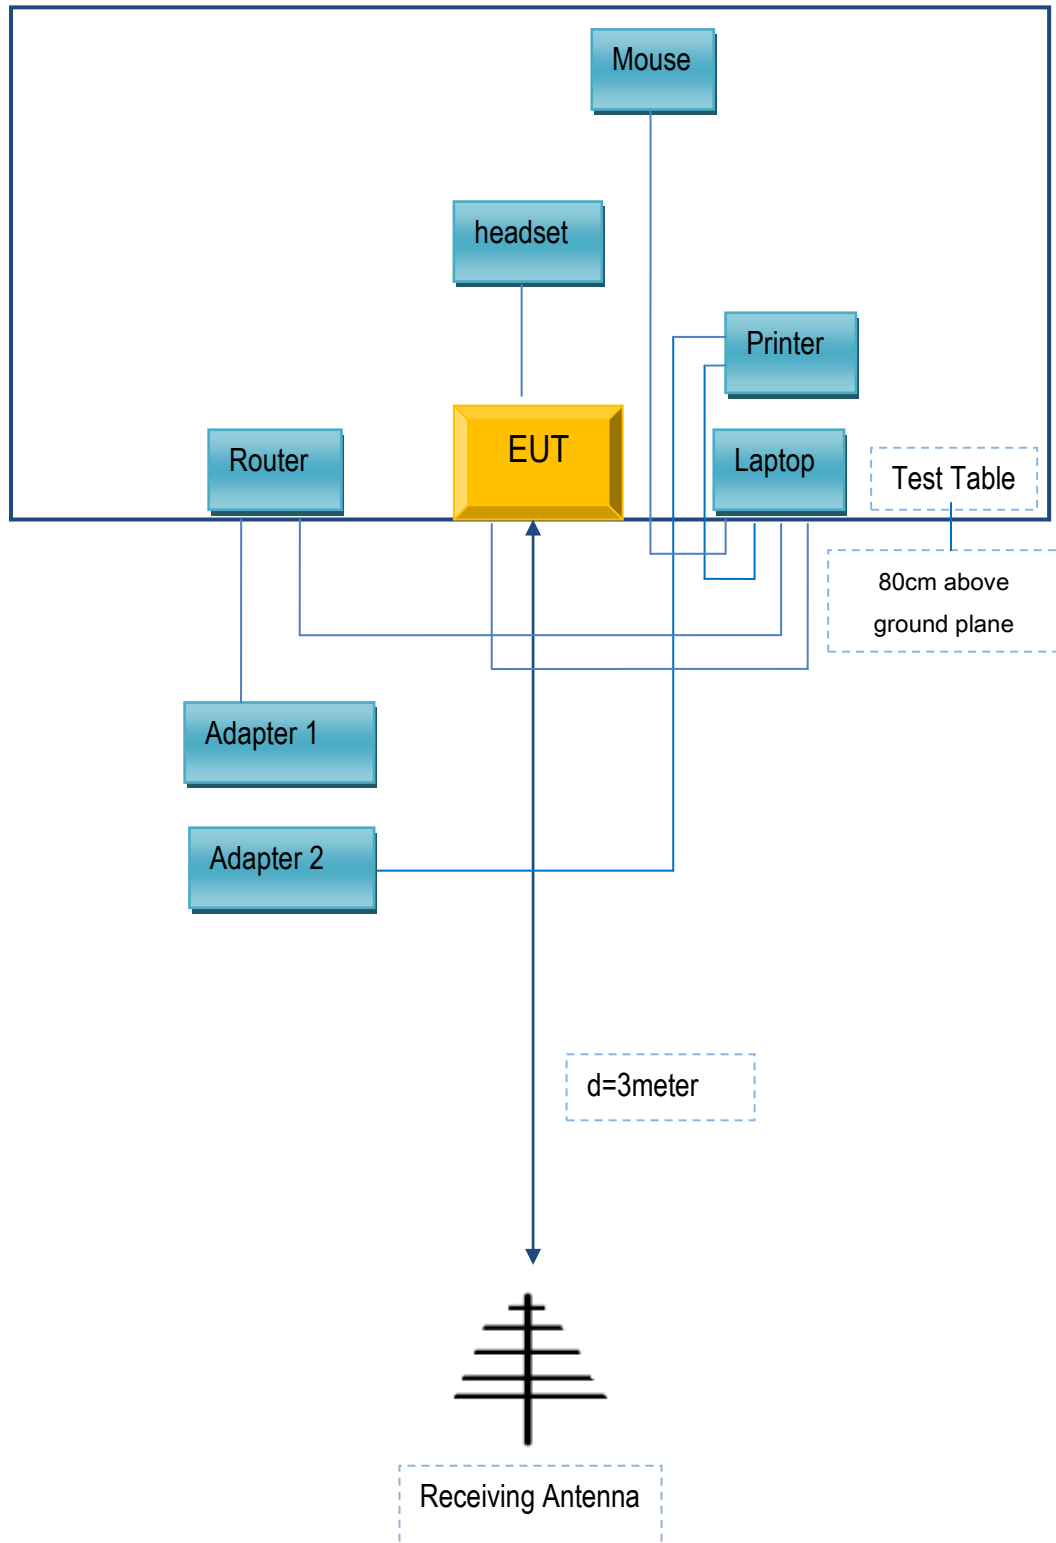 Mouse
headset
Printer
Router
EUT
Laptop
Test Table
80cm above
ground plane
Adapter 1
Adapter 2
d=3meter
Receiving Antenna